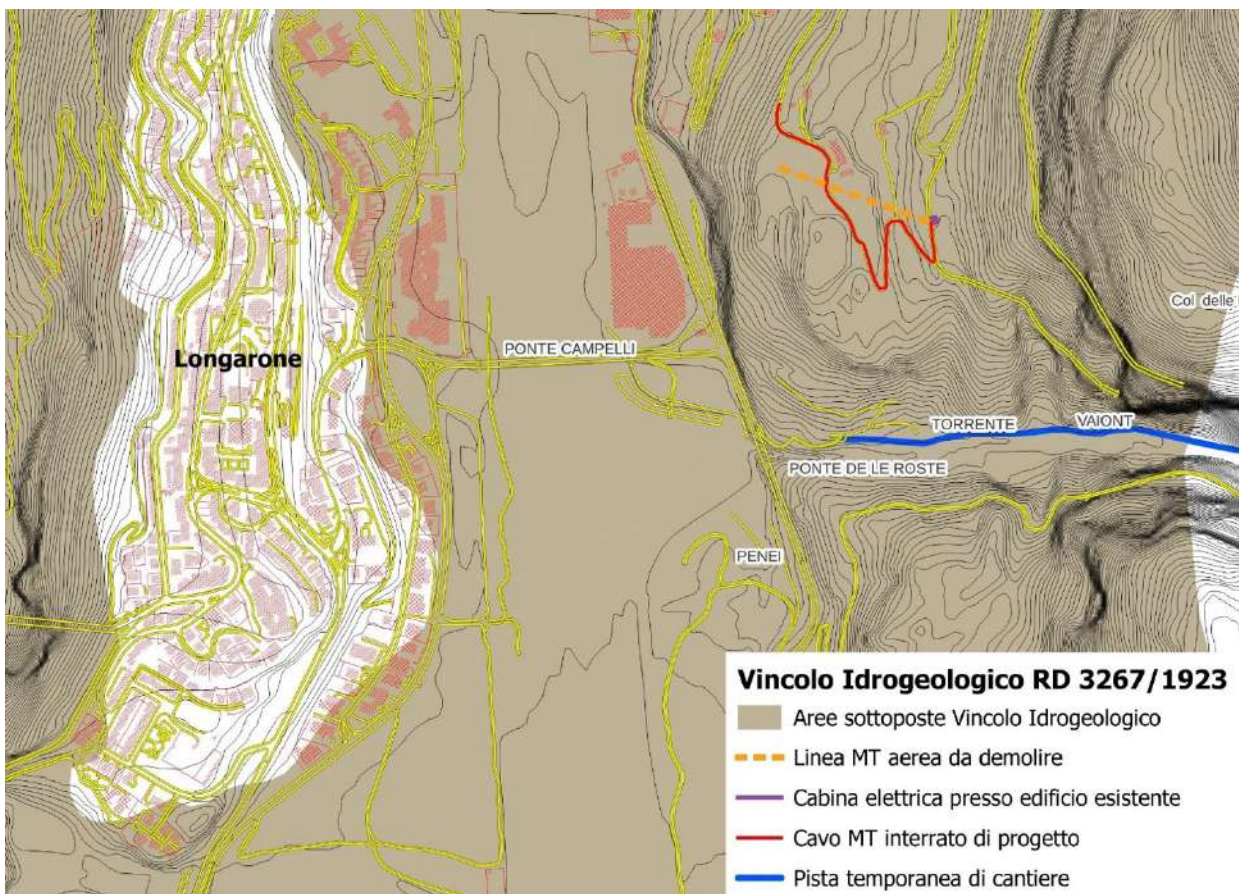 Col delle
PONTE CAMPELLI
Longarone
TORRENTE
VAIONT
PONTE DE LE ROSTE
PENEI
Vincolo Idrogeologico RD 3267/1923
Aree sottoposte Vincolo Idrogeologico
Linea MT aerea da demolire
Cabina elettrica presso edificio esistente
Cavo MT interrato di progetto
Pista temporanea di cantiere